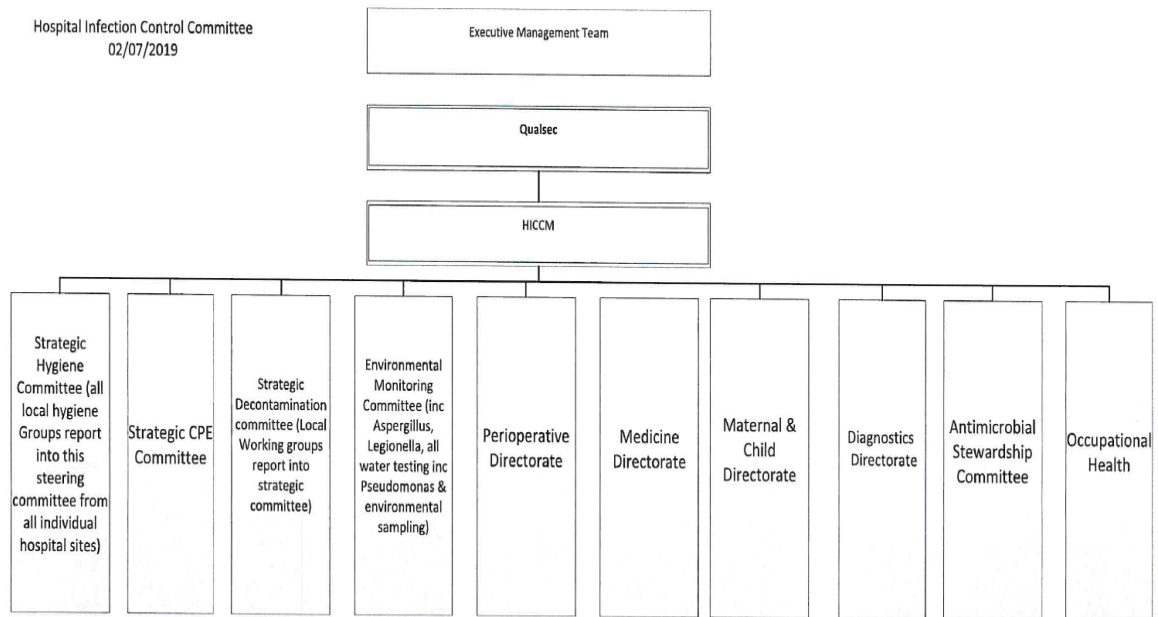 Hospital Infection Control Committee
02/07/2019
Executive Management Team
Qualsec
HICCM
Strategic
Hygiene
Committee (all
local hygiene
Groups report
into this
steering
committee from
all individual
hospital sites)
Strategic CPE
Committee
Strategic
Decontamination
committee (Local
Working groups
report into
strategic
committee)
Environmental
Monitoring
Committee (inc
Aspergillus,
Legionella, all
water testing inc
Pseudomonas &
environmental
sampling)
Perioperative
Directorate
Medicine
Directorate
Maternal &
Child
Directorate
Diagnostics
Directorate
Antimicrobial
Stewardship
Committee
Occupational
Health